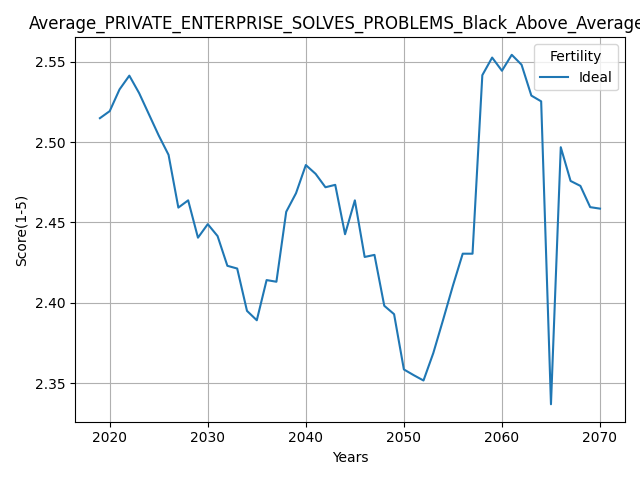 Average_PRIVATE_ENTERPRISE_SOLVES_PROBLEMS_Black_Above_Average
Fertility
Ideal
Score(1-5)
2.55
2.50
2.45
2.40
2.35
2020 2030 2040 2050 2060 2070
Years